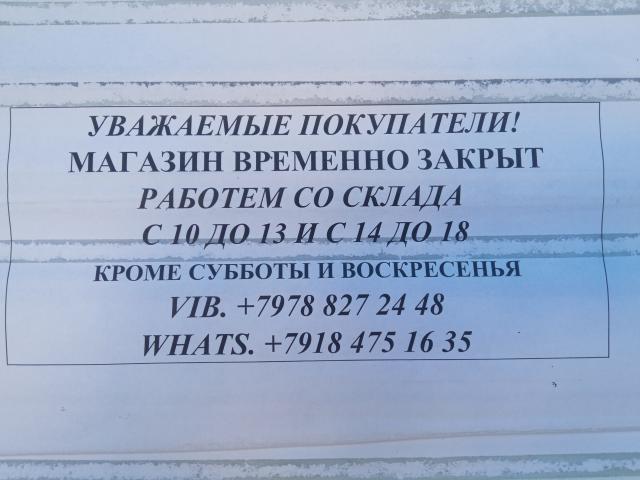 УВАЖАЕМЫЕ ПОКУПАТЕЛИ!
МАГАЗИН ВРЕМЕННО ЗАКРЫТ
РАБОТЕМ СО СКЛАДА
С 10 ДО 13 И С 14 ДО 18
КРОМЕ СУББОТЫ И ВОСКРЕСЕНЬЯ
VIB. +7978 827 24 48
WHATS. +7918 475 16 35